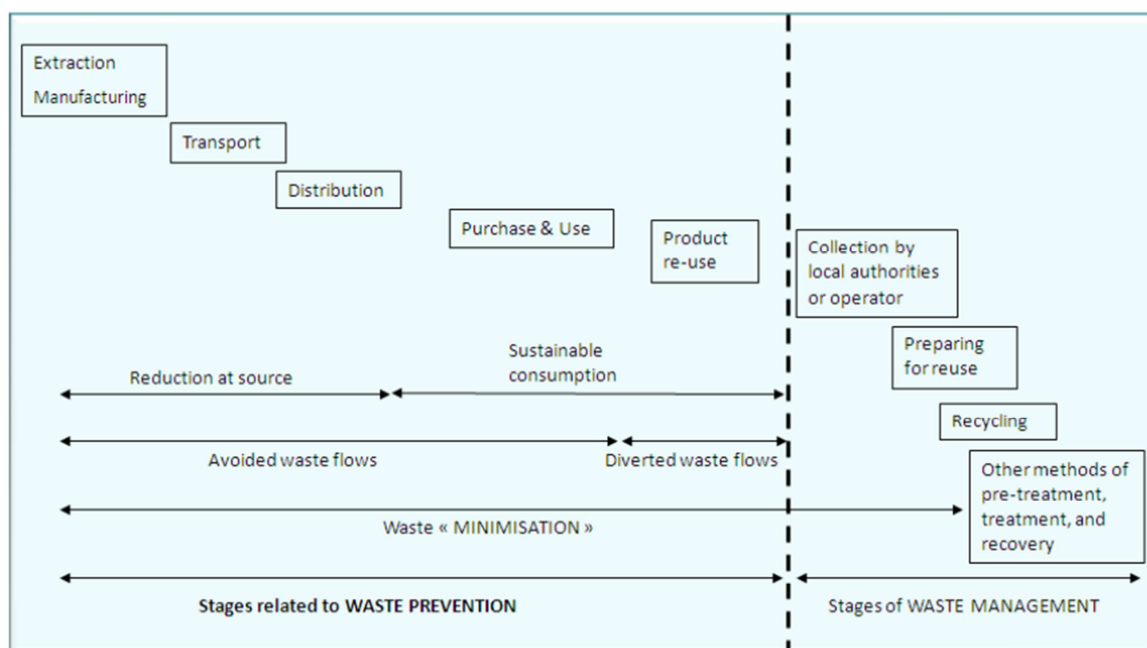 Extraction
Manufacturing
Transport
Distribution
Purchase & Use
Product
re-use
Collection by
local authorities
or operator
Preparing
for reuse
Recycling
Other methods of
pre-treatment,
treatment, and
recovery
Reduction at source
Sustainable
consumption
Avoided waste flows
Diverted waste flows
Waste « MINIMISATION »
Stages related to WASTE PREVENTION
Stages of WASTE MANAGEMENT